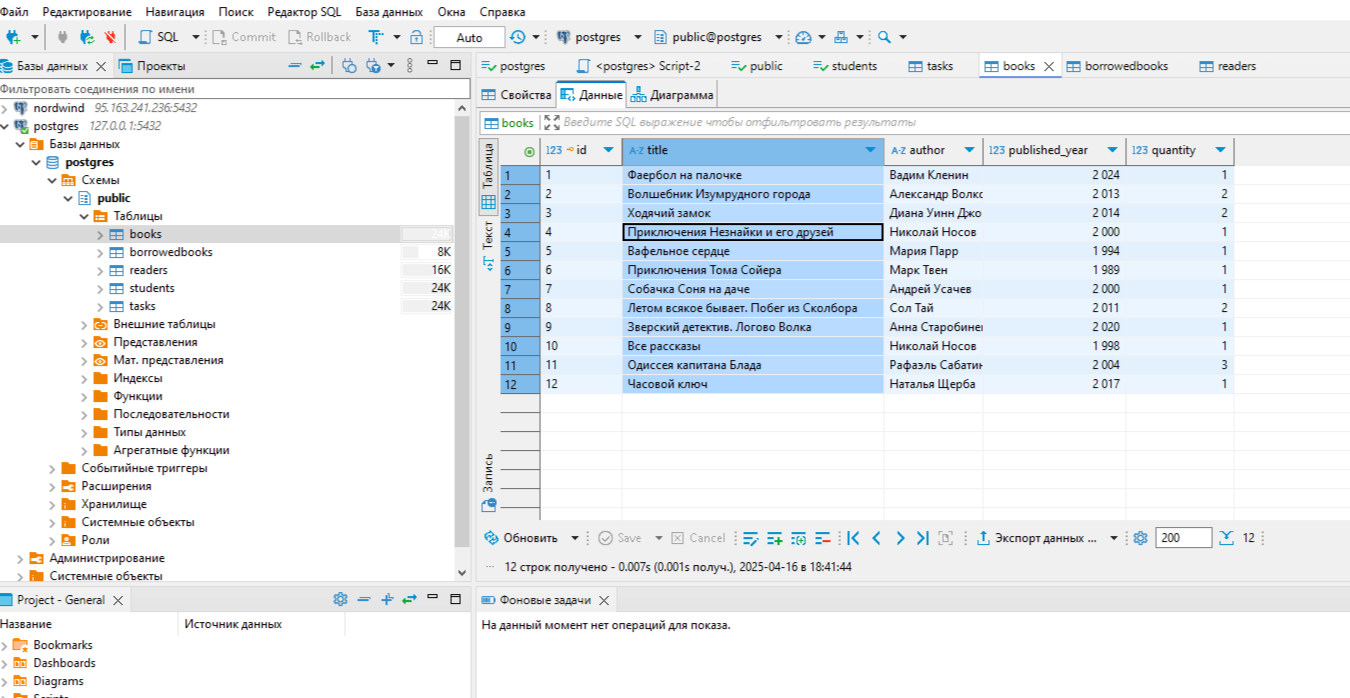 Файл Редактирование Навигация Поиск Редактор SQL База данных Окна Справка
SQL Commit Rollback Auto postgres public@postgres
Базы данных Проекты
Фильтровать соединения по имени
nordwind 95.163.241.236:5432
postgres 127.0.0.1:5432
Базы данных
postgres
Схемы
public
Таблицы
books 24K
borrowedbooks 8K
readers 16K
students 24K
tasks 24K
Внешние таблицы
Представления
Мат. представления
Индексы
Функции
Последовательности
Типы данных
Агрегатные функции
Событийные триггеры
Расширения
Хранилище
Системные объекты
Роли
Администрирование
Системные объекты
postgres <postgres> Script-2 public students tasks books borrowedbooks readers
Свойства Данные Диаграмма
books Введите SQL выражение чтобы отфильтровать результаты
Таблица
Текст
Запись
123 id A-Z title A-Z author 123 published_year 123 quantity
1 1 Фаербол на палочке Вадим Кленин 2 024 1
2 2 Волшебник Изумрудного города Александр Волко 2 013 2
3 3 Ходячий замок Диана Уинн Джо 2 014 2
4 4 Приключения Незнайки и его друзей Николай Носов 2 000 1
5 5 Вафельное сердце Мария Парр 1 994 1
6 6 Приключения Тома Сойера Марк Твен 1 989 1
7 7 Собачка Соня на даче Андрей Усачев 2 000 1
8 8 Летом всякое бывает. Побег из Сколбора Сол Тай 2 011 2
9 9 Зверский детектив. Логово Волка Анна Старобине 2 020 1
10 10 Все рассказы Николай Носов 1 998 1
11 11 Одиссея капитана Блада Рафаэль Сабатин 2 004 3
12 12 Часовой ключ Наталья Щерба 2 017 1
Обновить Save Cancel Экспорт данных ... 200 12
12 строк получено - 0.007s (0.001s получ.), 2025-04-16 в 18:41:44
Project - General
Название Источник данных
Bookmarks
Dashboards
Diagrams
Scripts
Фоновые задачи
На данный момент нет операций для показа.